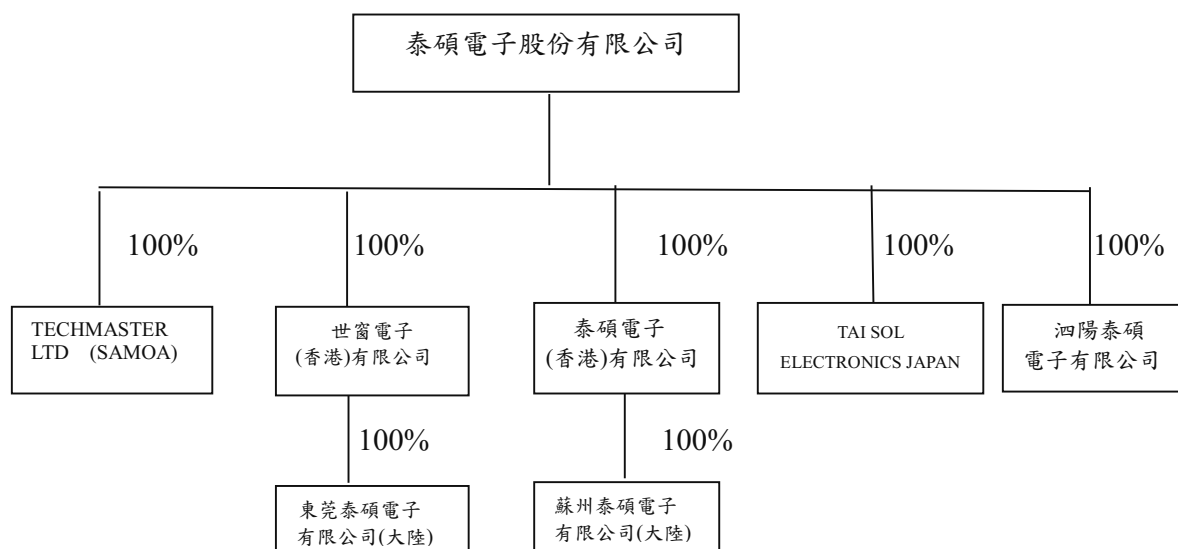 泰碩電子股份有限公司
100% 100% 100% 100% 100%
TECHMASTER
LTD (SAMOA)
世窗電子
(香港)有限公司
泰碩電子
(香港)有限公司
TAI SOL
ELECTRONICS JAPAN
泗陽泰碩
電子有限公司
100% 100%
東莞泰碩電子
有限公司(大陸)
蘇州泰碩電子
有限公司(大陸)